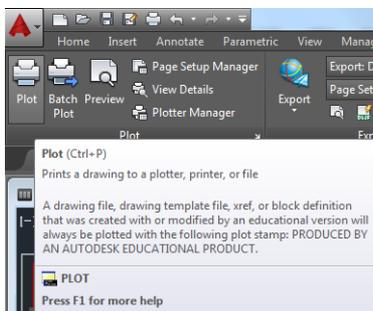 Home Insert Annotate Parametric View Manag
Plot
Batch Plot
Preview
Page Setup Manager
View Details
Plotter Manager
Export
Export: D
Page Set
Plot
Exp
Plot (Ctrl+P)
Prints a drawing to a plotter, printer, or file
A drawing file, drawing template file, xref, or block definition
that was created with or modified by an educational version will
always be plotted with the following plot stamp: PRODUCED BY
AN AUTODESK EDUCATIONAL PRODUCT.
PLOT
Press F1 for more help